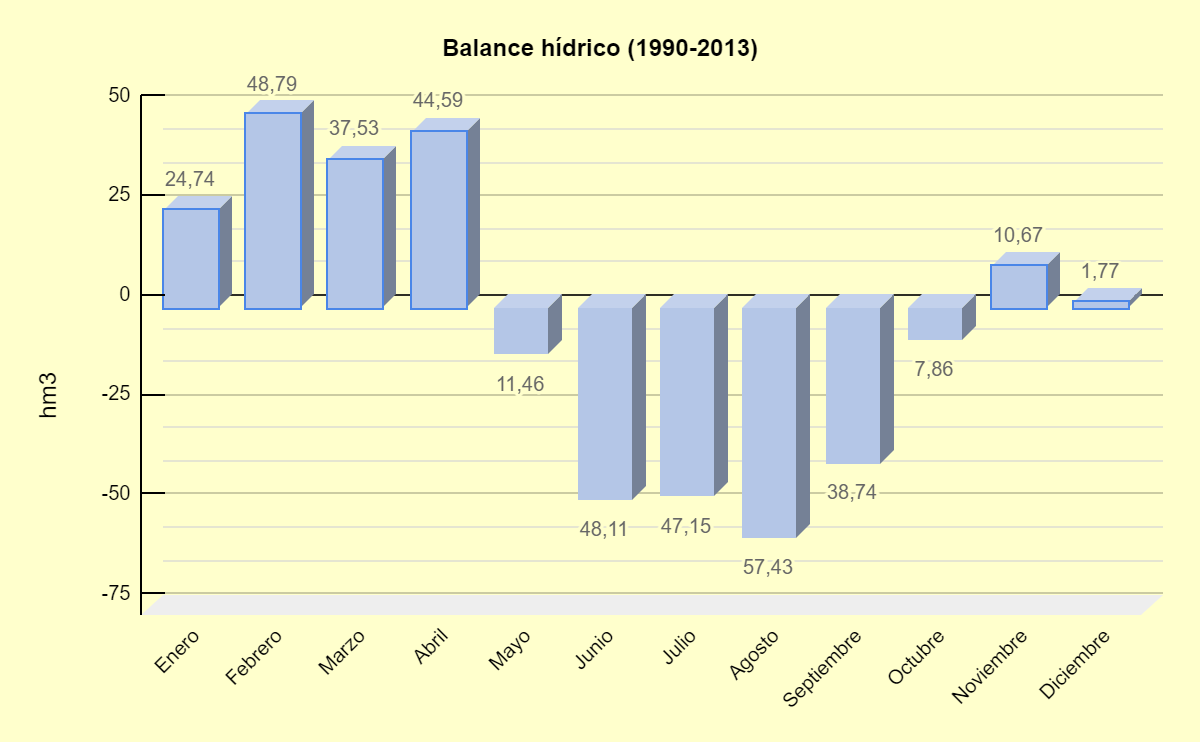 Balance hídrico (1990-2013)
hm3
50
25
0
-25
-50
-75
24,74
48,79
37,53
44,59
11,46
48,11
47,15
57,43
38,74
7,86
10,67
1,77
Enero
Febrero
Marzo
Abril
Mayo
Junio
Julio
Agosto
Septiembre
Octubre
Noviembre
Diciembre